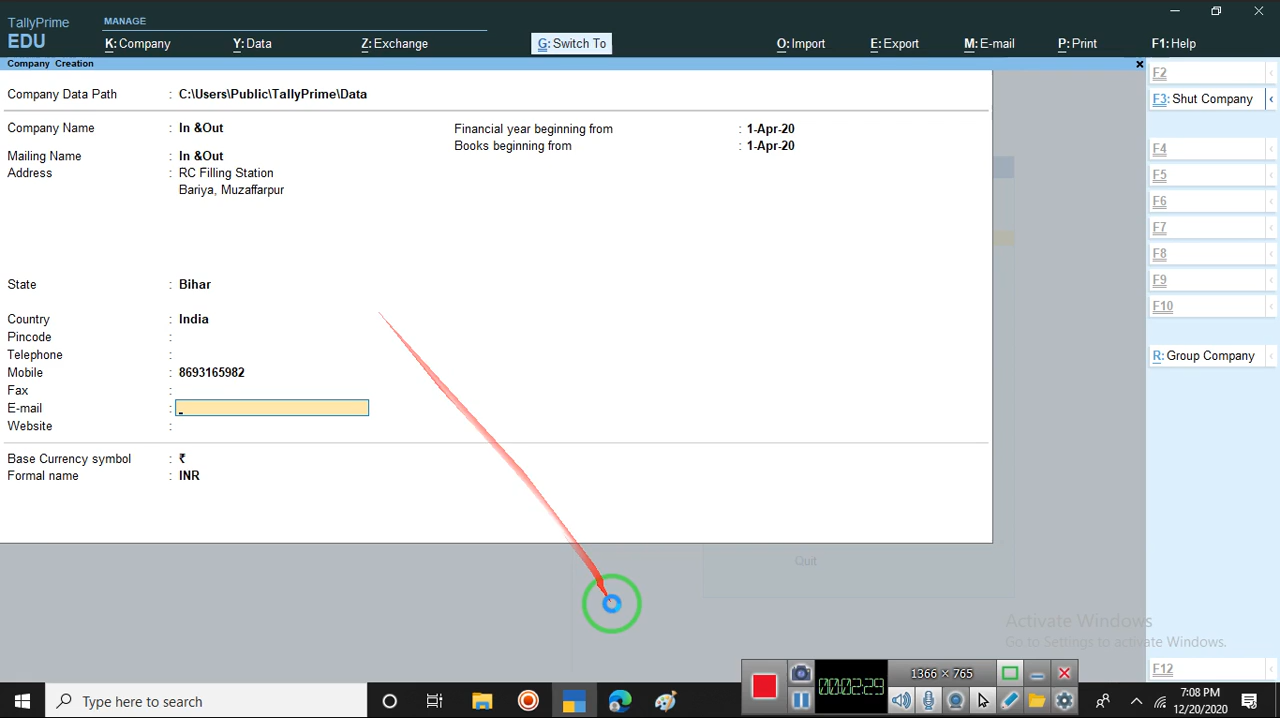 TallyPrime
EDU
MANAGE
K: Company
Y: Data
Z: Exchange
G: Switch To
O: Import
E: Export
M: E-mail
P: Print
F1: Help
Company Creation
Company Data Path : C:\Users\Public\TallyPrime\Data
Company Name : In &Out
Mailing Name : In &Out
Address : RC Filling Station
Bariya, Muzaffarpur
State : Bihar
Country : India
Pincode :
Telephone :
Mobile : 8693165982
Fax :
E-mail :
Website :
Base Currency symbol : ₹
Formal name : INR
Financial year beginning from : 1-Apr-20
Books beginning from : 1-Apr-20
F2
F3: Shut Company
F4
F5
F6
F7
F8
F9
F10
R: Group Company
F12
Quit
Activate Windows
Go to Settings to activate Windows.
00:02:29
1366 × 765
Type here to search
7:08 PM
12/20/2020